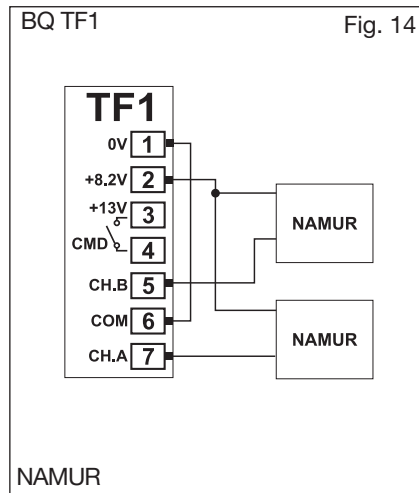 BQ TF1
Fig. 14
TF1
0V 1
+8.2V 2
+13V 3
CMD 4
CH.B 5
COM 6
CH.A 7
NAMUR
NAMUR
NAMUR